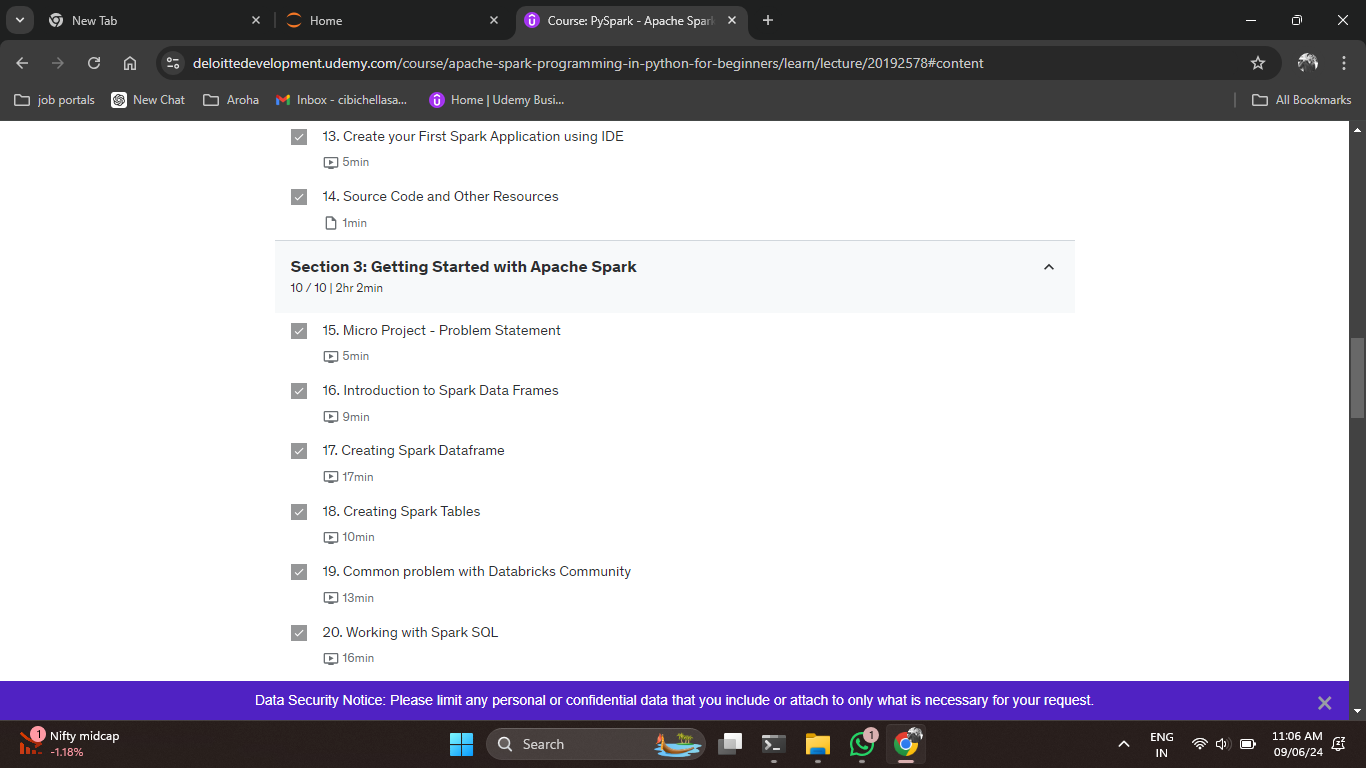 New Tab
Home
Course: PySpark - Apache Spark
deloittedevelopment.udemy.com/course/apache-spark-programming-in-python-for-beginners/learn/lecture/20192578#content
job portals
New Chat
Aroha
Inbox - cibichellasa...
Home | Udemy Busi...
All Bookmarks
13. Create your First Spark Application using IDE
5min
14. Source Code and Other Resources
1min
Section 3: Getting Started with Apache Spark
10 / 10 | 2hr 2min
15. Micro Project - Problem Statement
5min
16. Introduction to Spark Data Frames
9min
17. Creating Spark Dataframe
17min
18. Creating Spark Tables
10min
19. Common problem with Databricks Community
13min
20. Working with Spark SQL
16min
Data Security Notice: Please limit any personal or confidential data that you include or attach to only what is necessary for your request.
1
Nifty midcap
-1.18%
Search
1
ENG
IN
11:06 AM
09/06/24